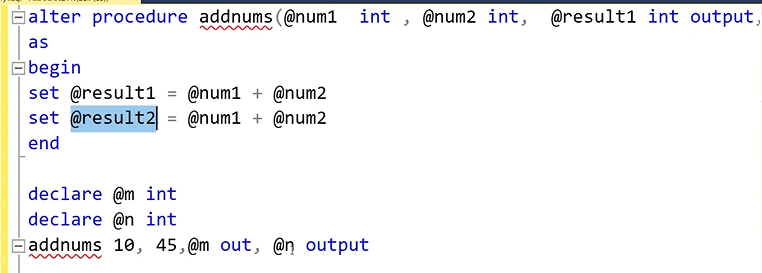 alter procedure addnums(@num1  int , @num2 int,  @result1 int output,
as
begin
set @result1 = @num1 + @num2
set @result2 = @num1 + @num2
end
declare @m int
declare @n int
addnums 10, 45,@m out, @n output